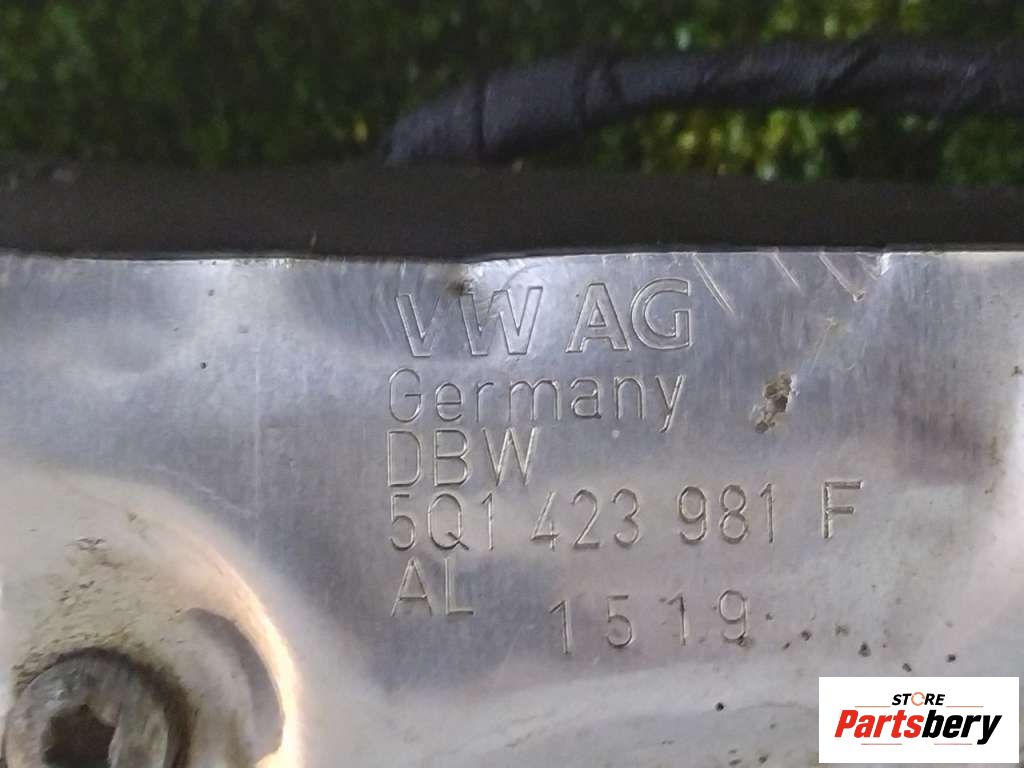 VW AG
Germany
DBW
5Q1 423 981 F
AL
1519
STORE
Partsbery